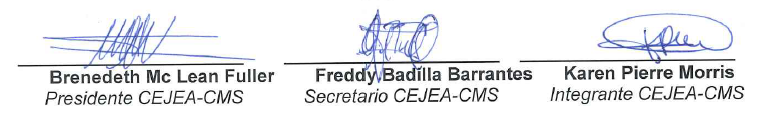 Brenedeth Mc Lean Fuller Freddy Badilla Barrantes Karen Pierre Morris
Presidente CEJEA-CMS Secretario CEJEA-CMS Integrante CEJEA-CMS